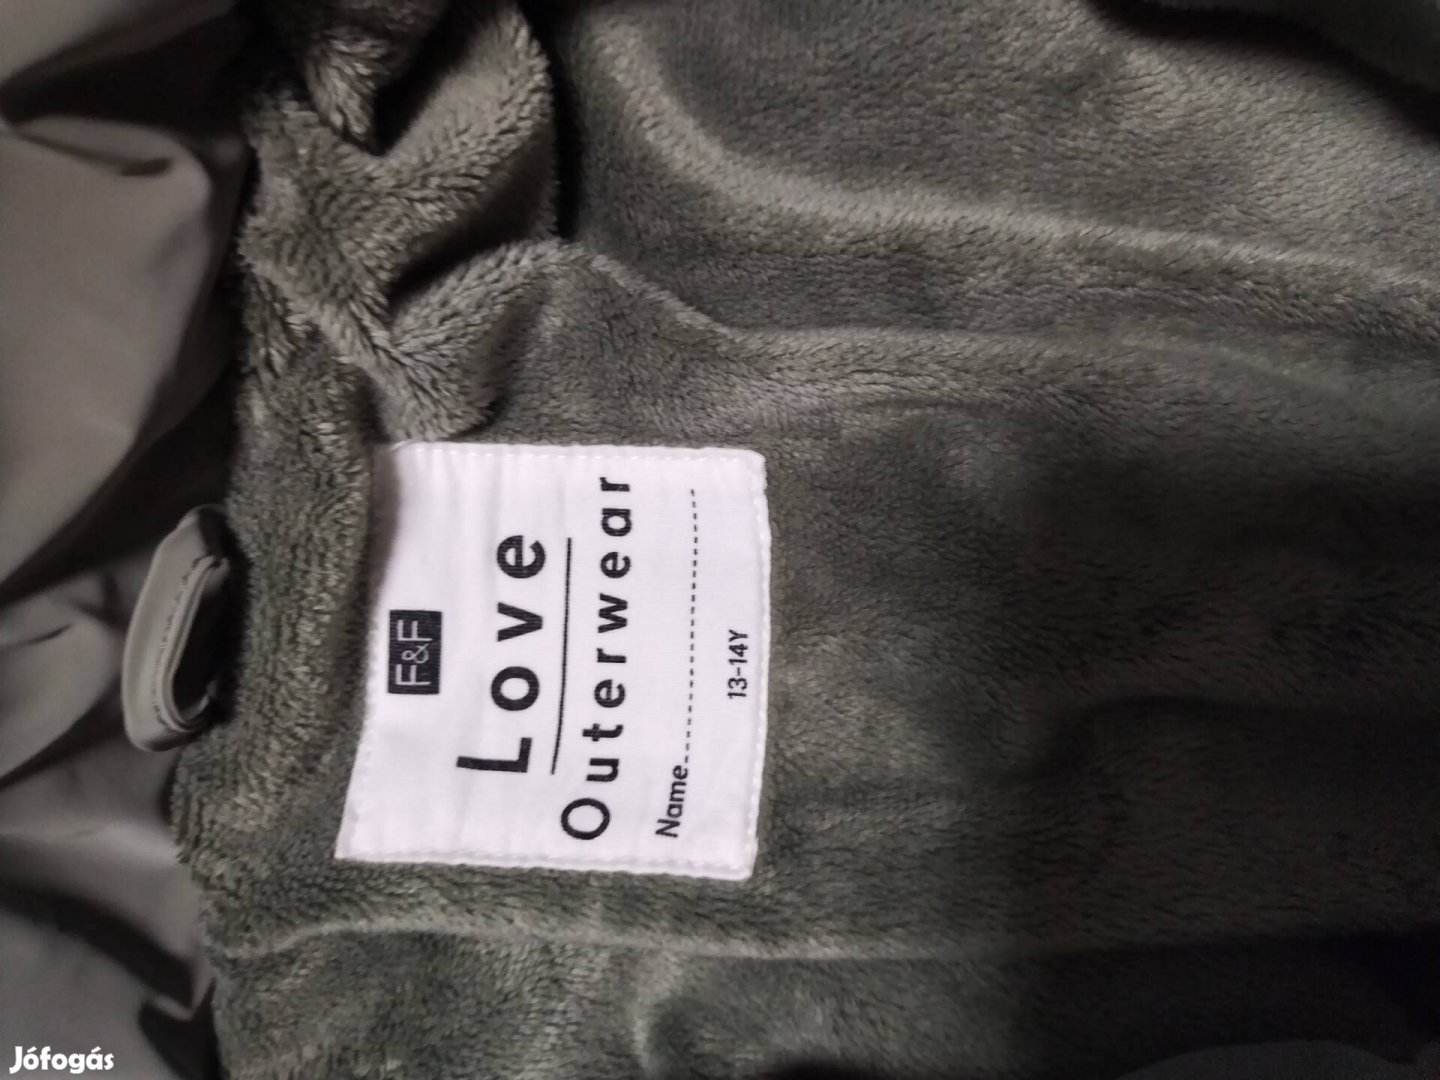 F&F
Love
Outerwear
Name
13-14Y
Jófogás